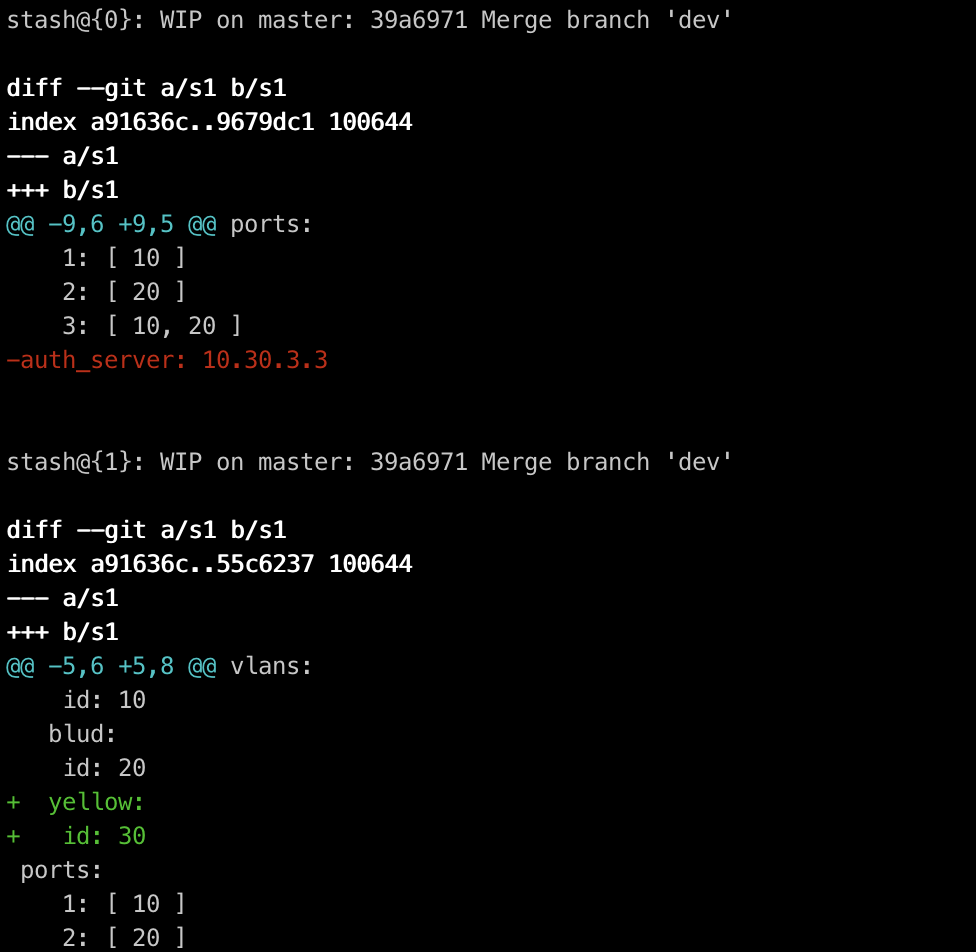 stash@{0}: WIP on master: 39a6971 Merge branch 'dev'
diff --git a/s1 b/s1
index a91636c..9679dc1 100644
--- a/s1
+++ b/s1
@@ -9,6 +9,5 @@ ports:
    1: [ 10 ]
    2: [ 20 ]
    3: [ 10, 20 ]
-auth_server: 10.30.3.3
stash@{1}: WIP on master: 39a6971 Merge branch 'dev'
diff --git a/s1 b/s1
index a91636c..55c6237 100644
--- a/s1
+++ b/s1
@@ -5,6 +5,8 @@ vlans:
    id: 10
   blud:
    id: 20
+  yellow:
+   id: 30
 ports:
    1: [ 10 ]
    2: [ 20 ]